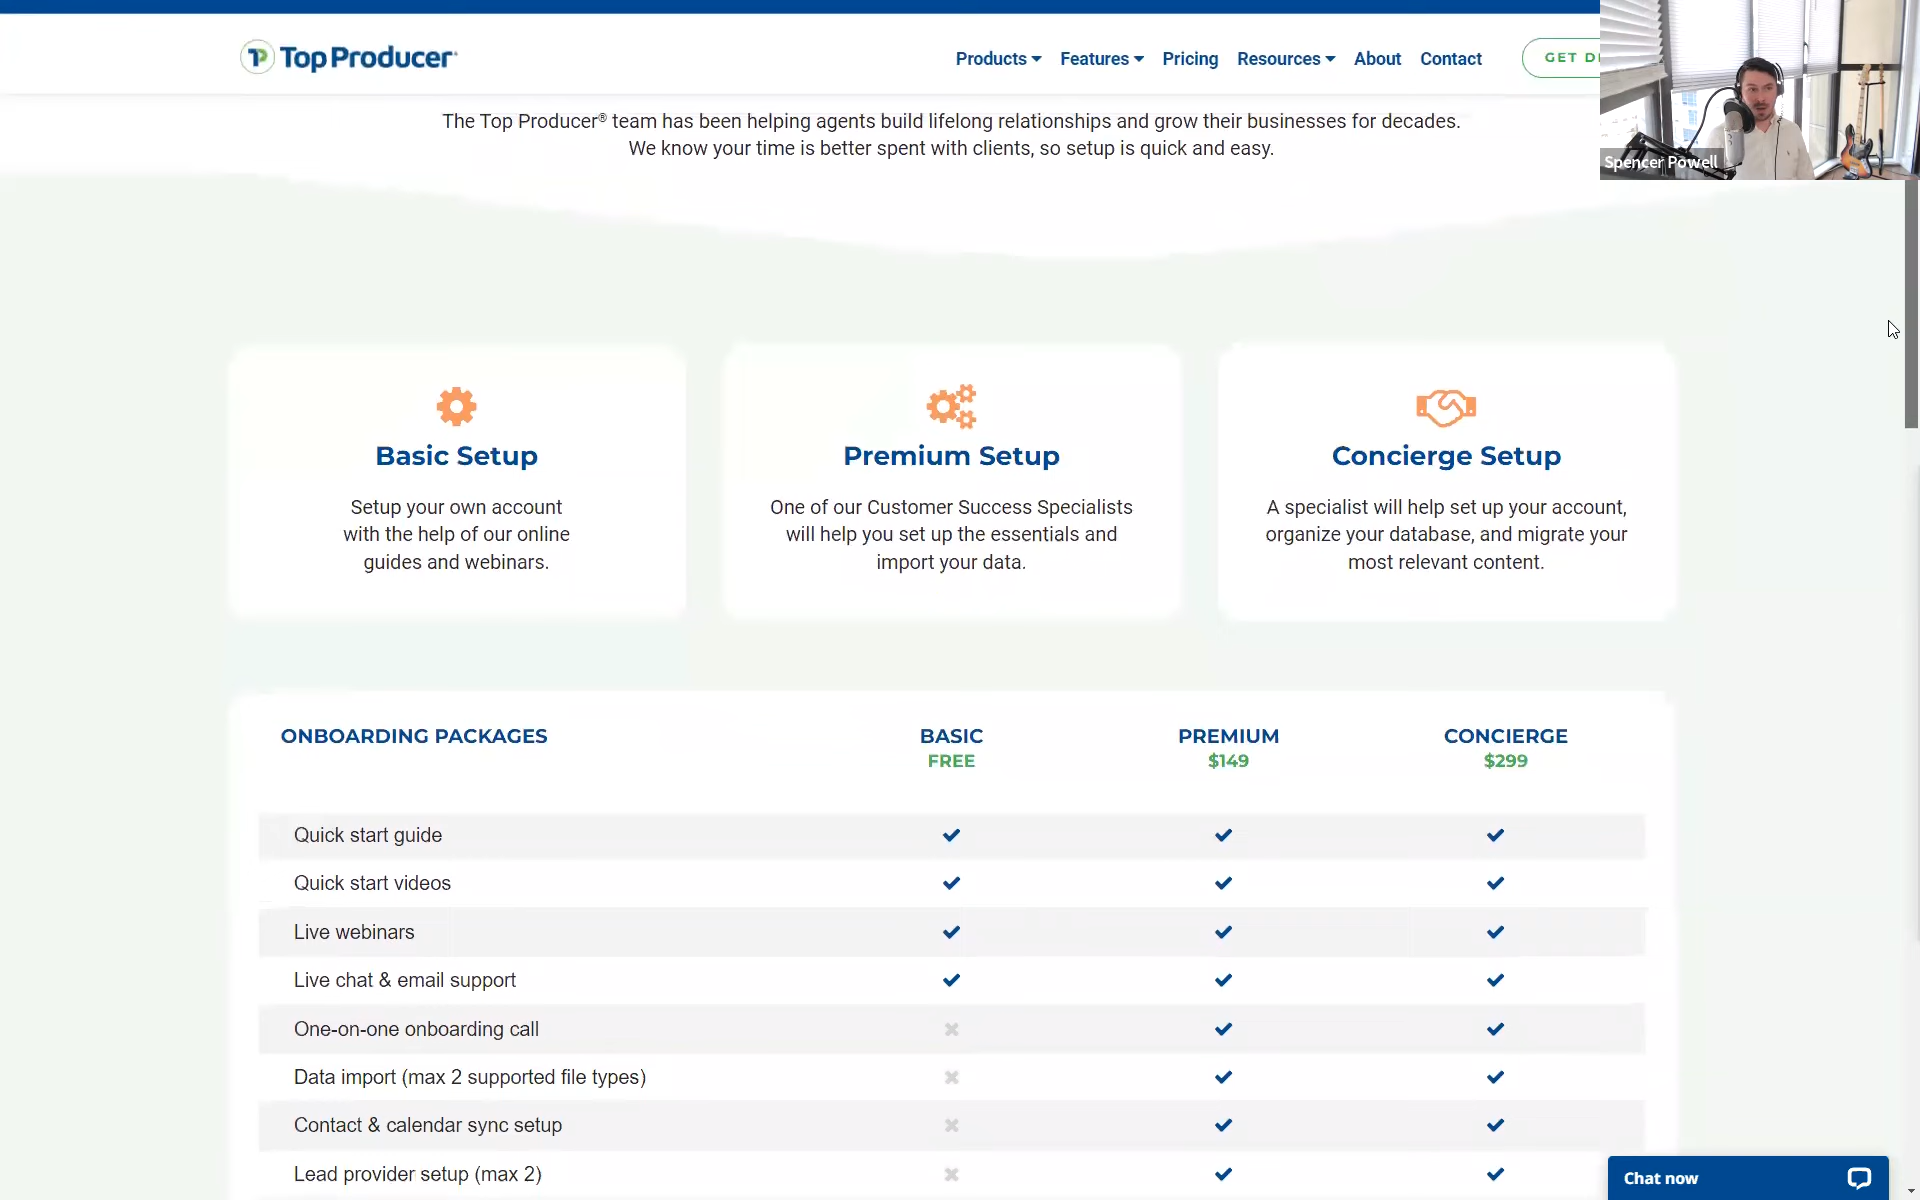 Top Producer
Products Features Pricing Resources About Contact
GET D
Spencer Powell
The Top Producer® team has been helping agents build lifelong relationships and grow their businesses for decades.
We know your time is better spent with clients, so setup is quick and easy.
Basic Setup
Setup your own account
with the help of our online
guides and webinars.
Premium Setup
One of our Customer Success Specialists
will help you set up the essentials and
import your data.
Concierge Setup
A specialist will help set up your account,
organize your database, and migrate your
most relevant content.
ONBOARDING PACKAGES BASIC PREMIUM CONCIERGE
FREE $149 $299
Quick start guide
Quick start videos
Live webinars
Live chat & email support
One-on-one onboarding call
Data import (max 2 supported file types)
Contact & calendar sync setup
Lead provider setup (max 2)
Chat now